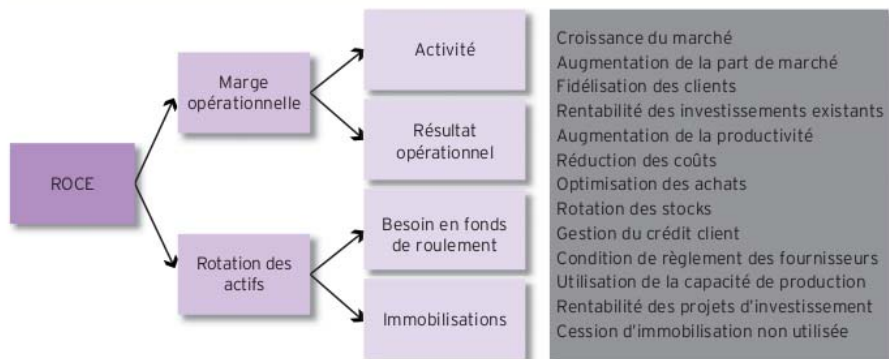 ROCE
Marge
opérationnelle
Rotation des
actifs
Activité
Résultat
opérationnel
Besoin en fonds
de roulement
Immobilisations
Croissance du marché
Augmentation de la part de marché
Fidélisation des clients
Rentabilité des investissements existants
Augmentation de la productivité
Réduction des coûts
Optimisation des achats
Rotation des stocks
Gestion du crédit client
Condition de règlement des fournisseurs
Utilisation de la capacité de production
Rentabilité des projets d'investissement
Cession d'immobilisation non utilisée